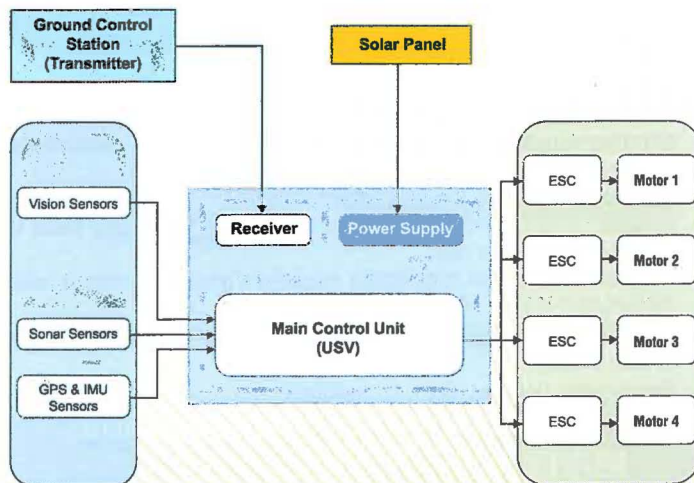 Ground Control
Station
(Transmitter)
Solar Panel
Vision Sensors
Sonar Sensors
GPS & IMU
Sensors
Receiver
Power Supply
Main Control Unit
(USV)
ESC
Motor 1
ESC
Motor 2
ESC
Motor 3
ESC
Motor 4